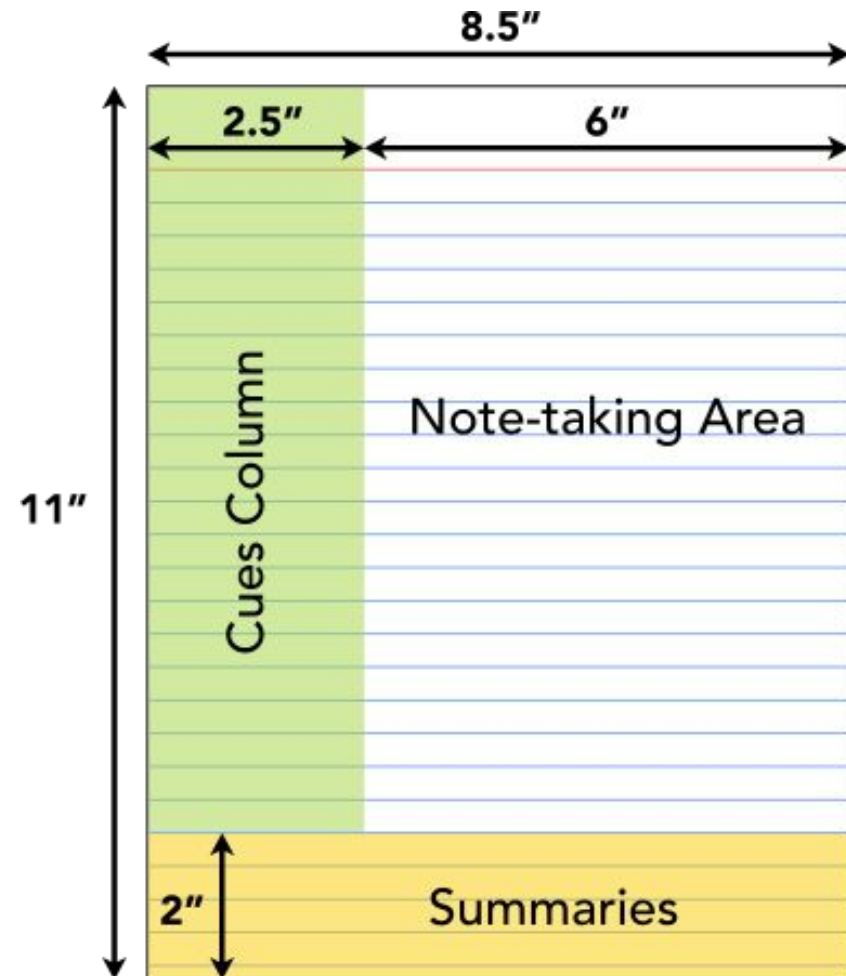 8.5”
2.5”
6”
Cues Column
Note-taking Area
11”
2”
Summaries